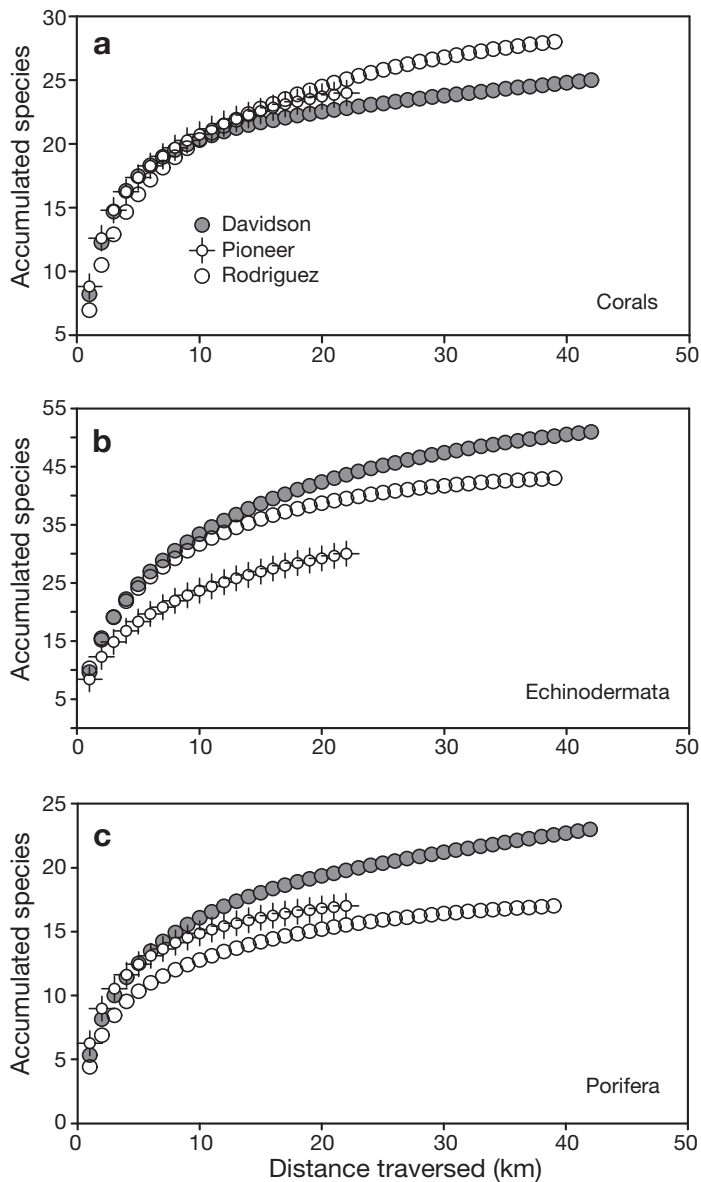 a
30
25
20
15
10
5
Accumulated species
Davidson
Pioneer
Rodriguez
Corals
0 10 20 30 40 50
b
55
45
35
25
15
5
Accumulated species
Echinodermata
0 10 20 30 40 50
c
25
20
15
10
5
0
Accumulated species
Porifera
0 10 20 30 40 50
Distance traversed (km)